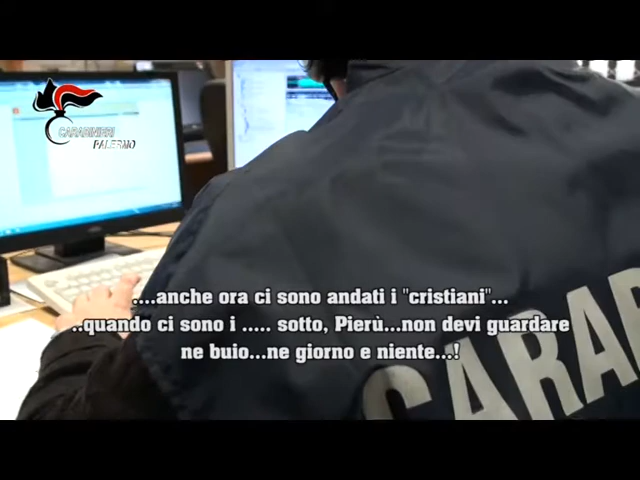 CARABINIERI
PALERMO
....anche ora ci sono andati i "cristiani"...
..quando ci sono i ..... sotto, Pierù...non devi guardare
ne buio...ne giorno e niente...!
CARAB